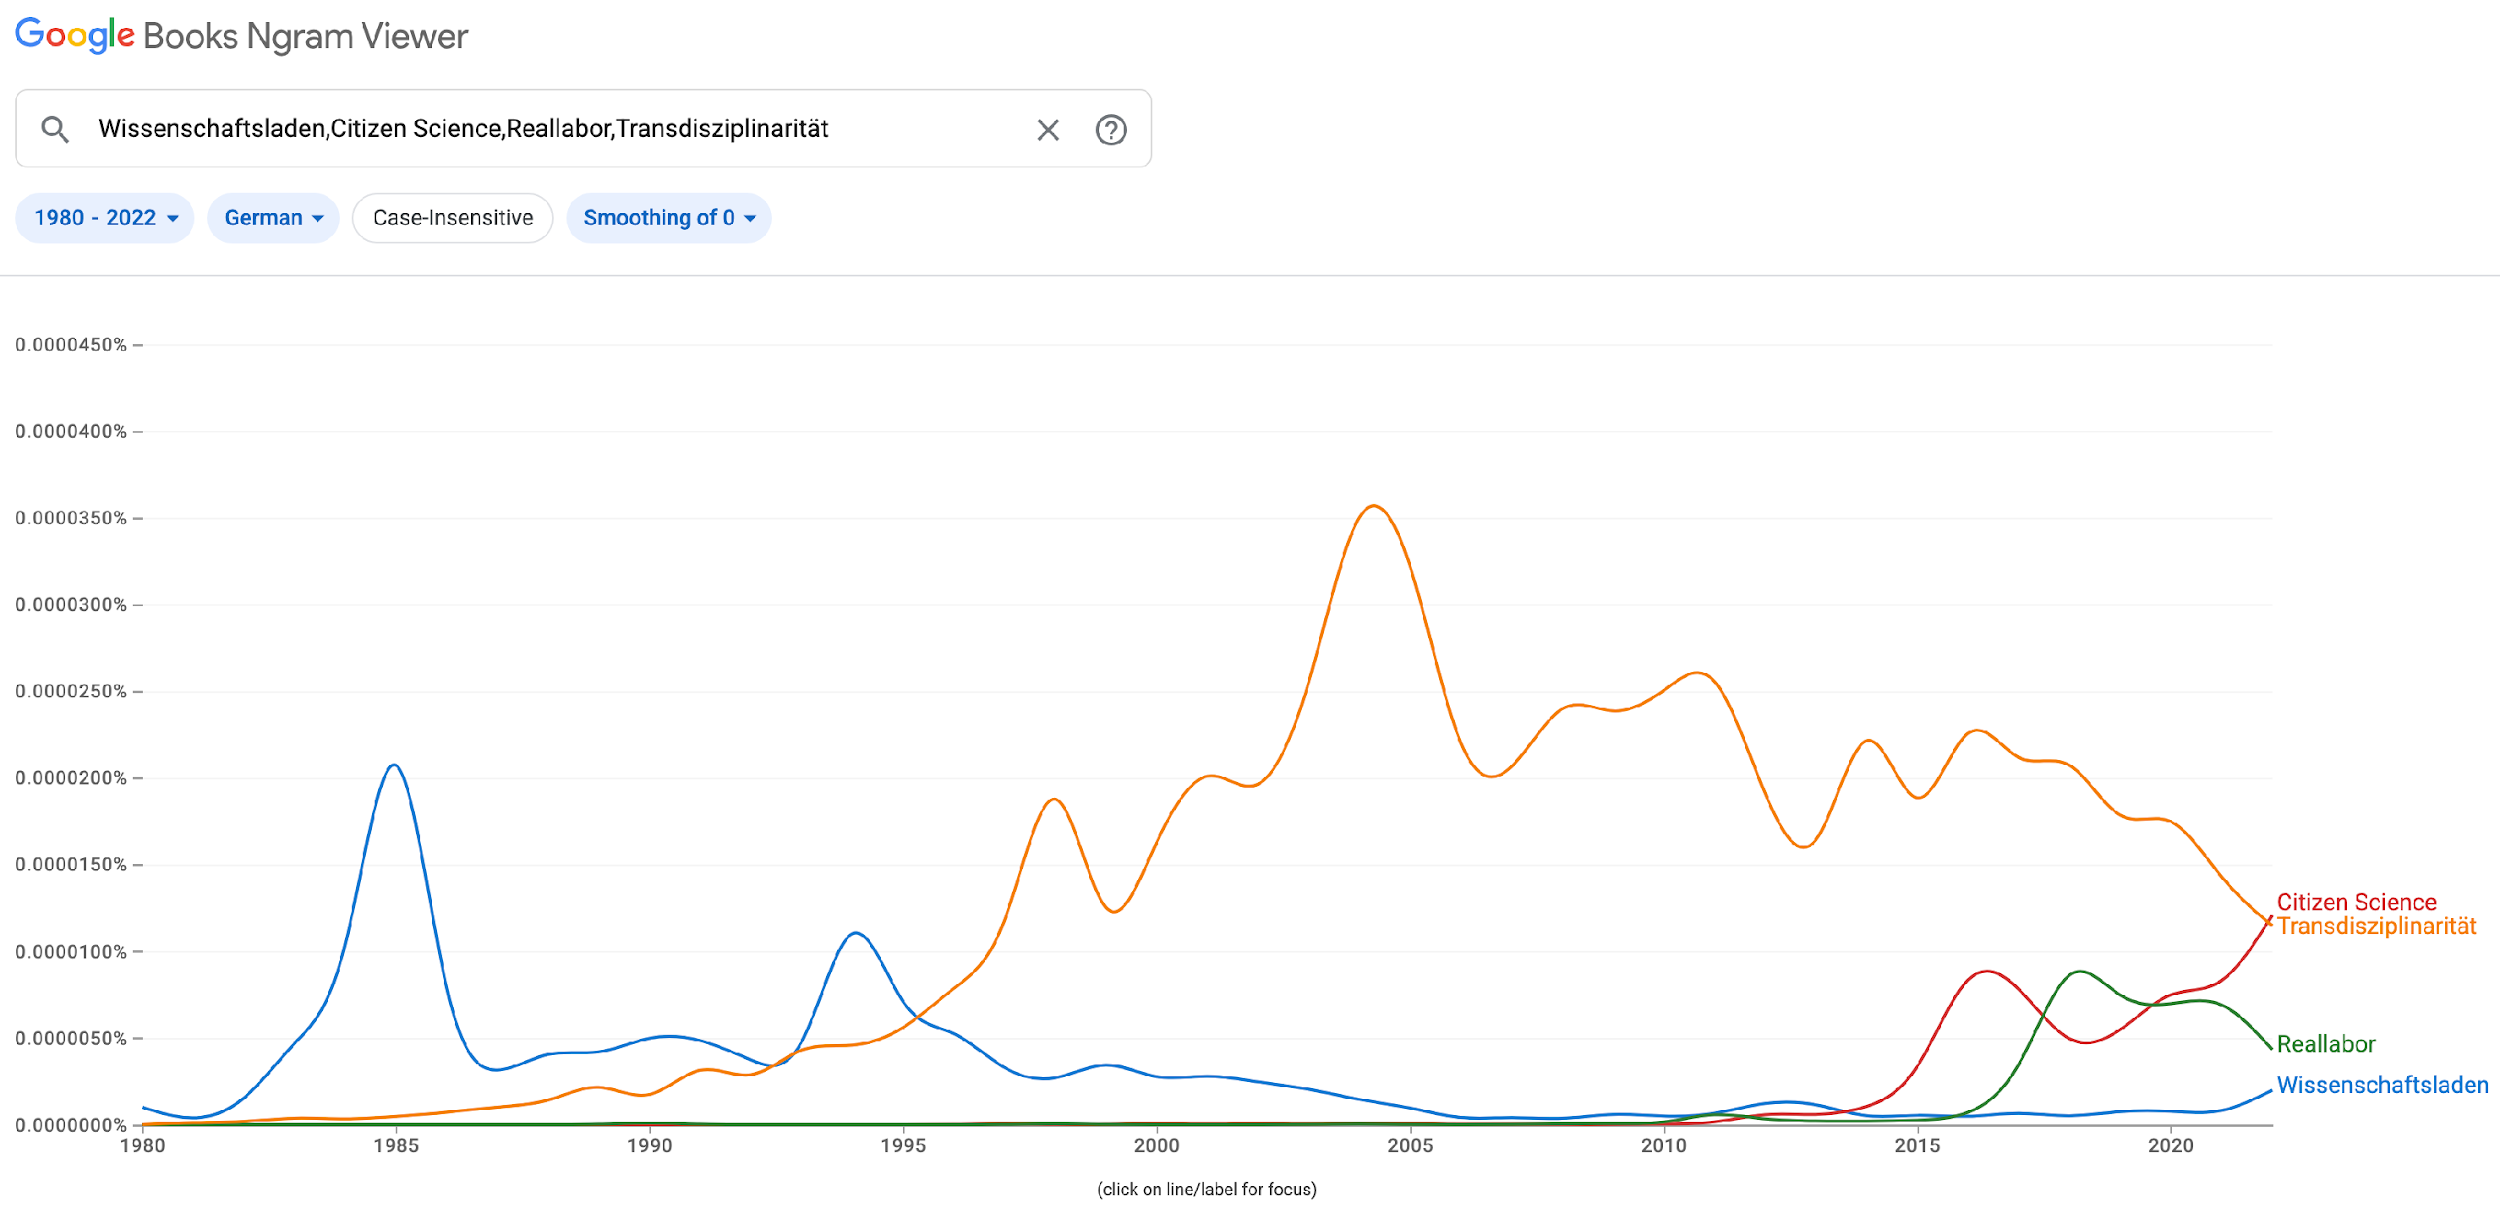 Google Books Ngram Viewer
Wissenschaftsladen,Citizen Science,Reallabor,Transdisziplinarität
1980 - 2022 German Case-Insensitive Smoothing of 0
0.0000450%
0.0000400%
0.0000350%
0.0000300%
0.0000250%
0.0000200%
0.0000150%
0.0000100%
0.0000050%
0.0000000%
Citizen Science
Transdisziplinarität
Reallabor
Wissenschaftsladen
1980 1985 1990 1995 2000 2005 2010 2015 2020
(click on line/label for focus)